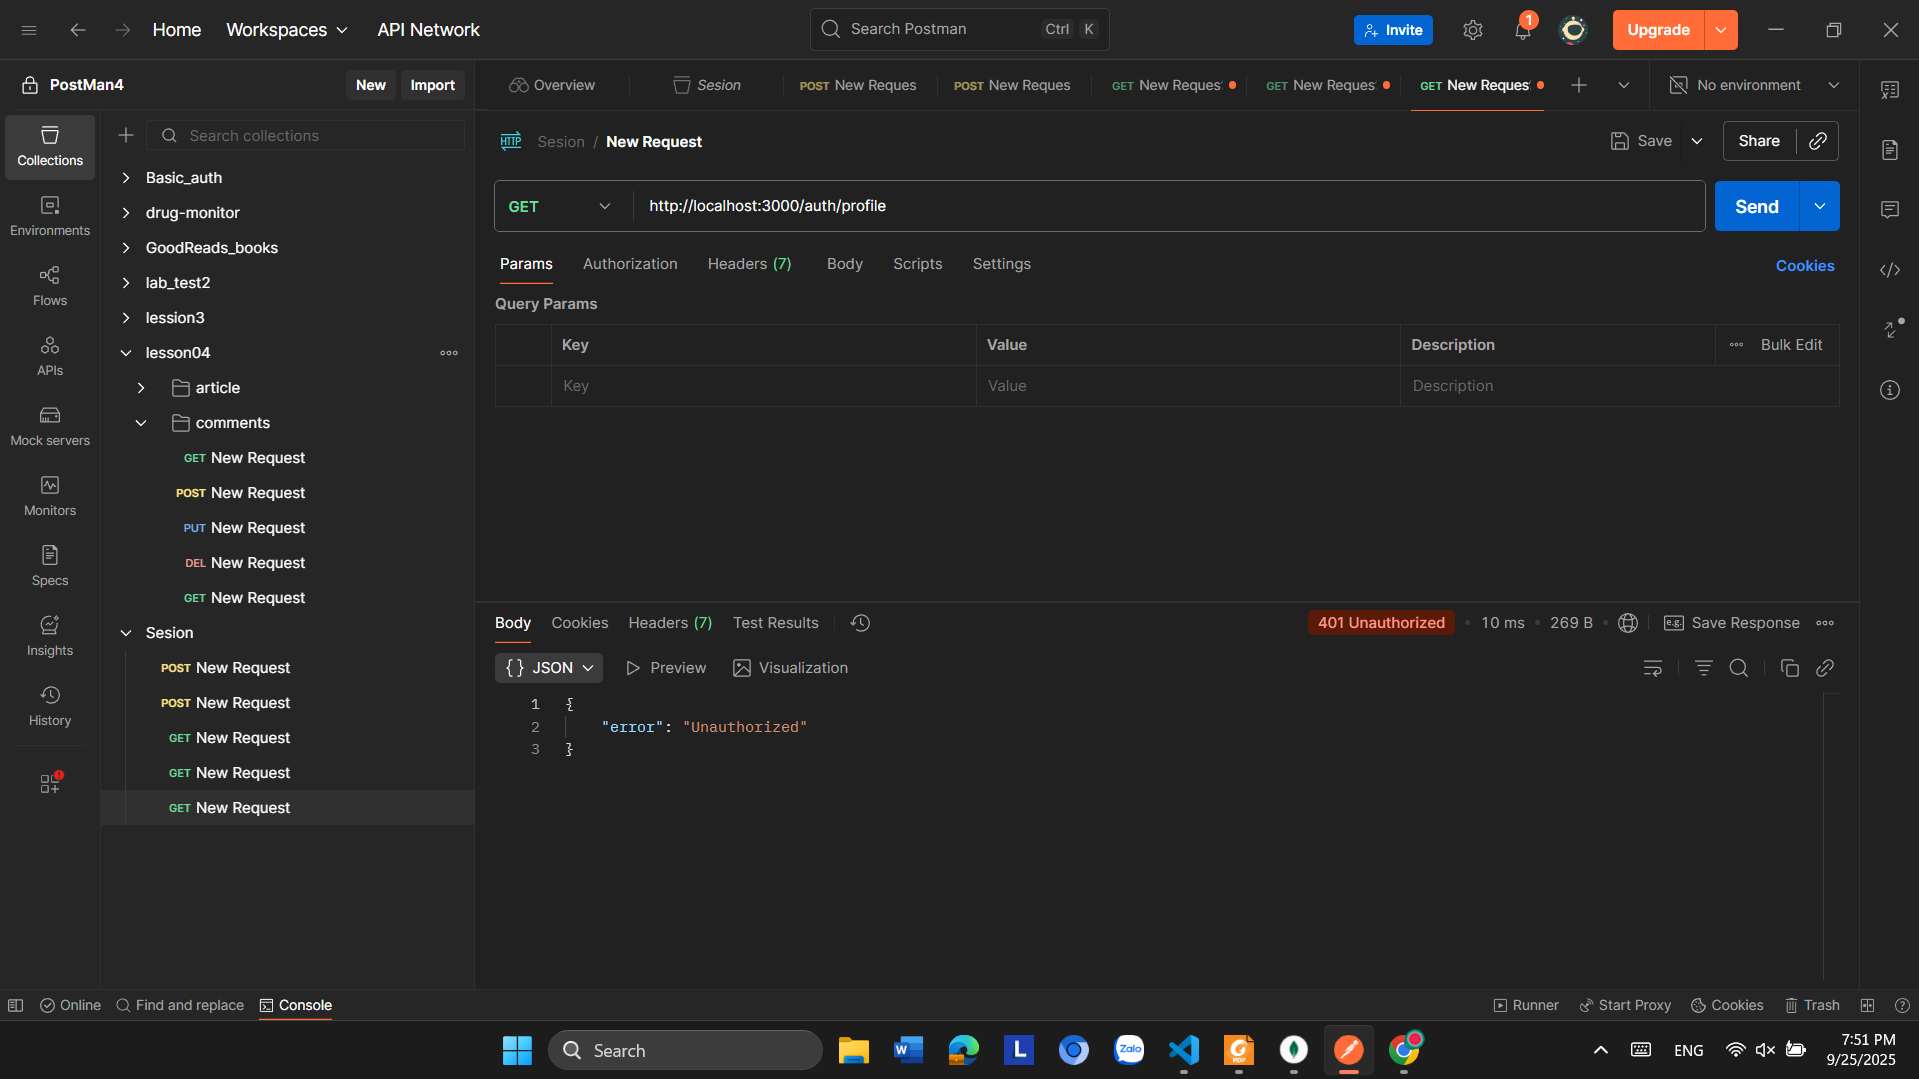 Home
Workspaces
API Network
Search Postman
Ctrl K
Invite
1
Upgrade
PostMan4
New
Import
Overview
Sesion
POST New Reques
POST New Reques
GET New Reques
GET New Reques
GET New Reques
No environment
Collections
Environments
Flows
APIs
Mock servers
Monitors
Specs
Insights
History
Search collections
Basic_auth
drug-monitor
GoodReads_books
lab_test2
lession3
lesson04
article
comments
GET New Request
POST New Request
PUT New Request
DEL New Request
GET New Request
Sesion
POST New Request
POST New Request
GET New Request
GET New Request
GET New Request
HTTP Sesion / New Request
Save
Share
GET
http://localhost:3000/auth/profile
Send
Params
Authorization
Headers (7)
Body
Scripts
Settings
Cookies
Query Params
Key
Value
Description
Bulk Edit
Key
Value
Description
Body
Cookies
Headers (7)
Test Results
401 Unauthorized
10 ms
269 B
e.g. Save Response
{} JSON
Preview
Visualization
1 {
2 "error": "Unauthorized"
3 }
Online
Find and replace
Console
Runner
Start Proxy
Cookies
Trash
Search
W
L
Zalo
PDF
ENG
7:51 PM
9/25/2025